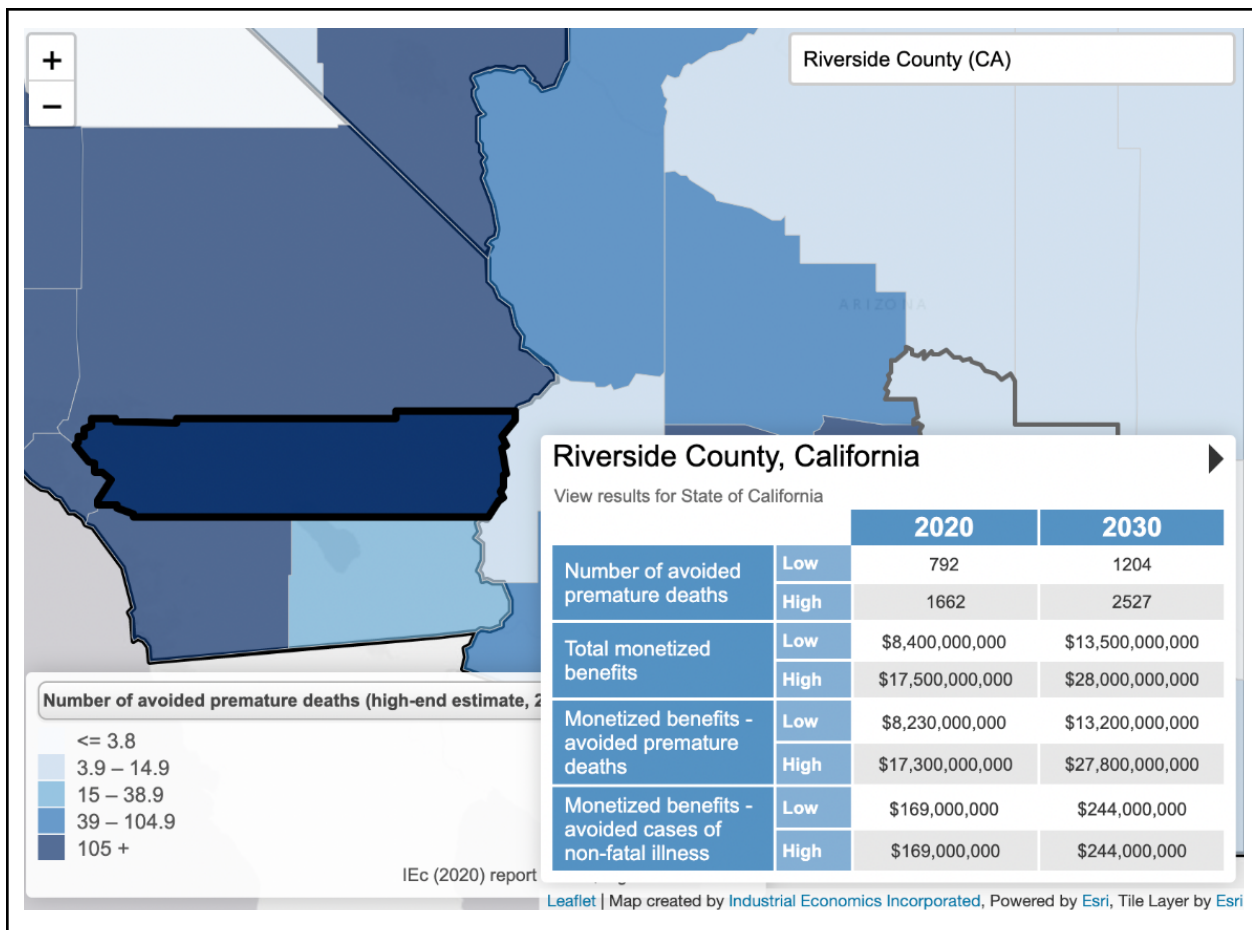 +
−
Riverside County (CA)
ARIZONA
Riverside County, California
View results for State of California
2020 2030
Number of avoided premature deaths Low 792 1204
High 1662 2527
Total monetized benefits Low $8,400,000,000 $13,500,000,000
High $17,500,000,000 $28,000,000,000
Monetized benefits - avoided premature deaths Low $8,230,000,000 $13,200,000,000
High $17,300,000,000 $27,800,000,000
Monetized benefits - avoided cases of non-fatal illness Low $169,000,000 $244,000,000
High $169,000,000 $244,000,000
Number of avoided premature deaths (high-end estimate,
<= 3.8
3.9 – 14.9
15 – 38.9
39 – 104.9
105 +
IEc (2020) report
Leaflet | Map created by Industrial Economics Incorporated, Powered by Esri, Tile Layer by Esri